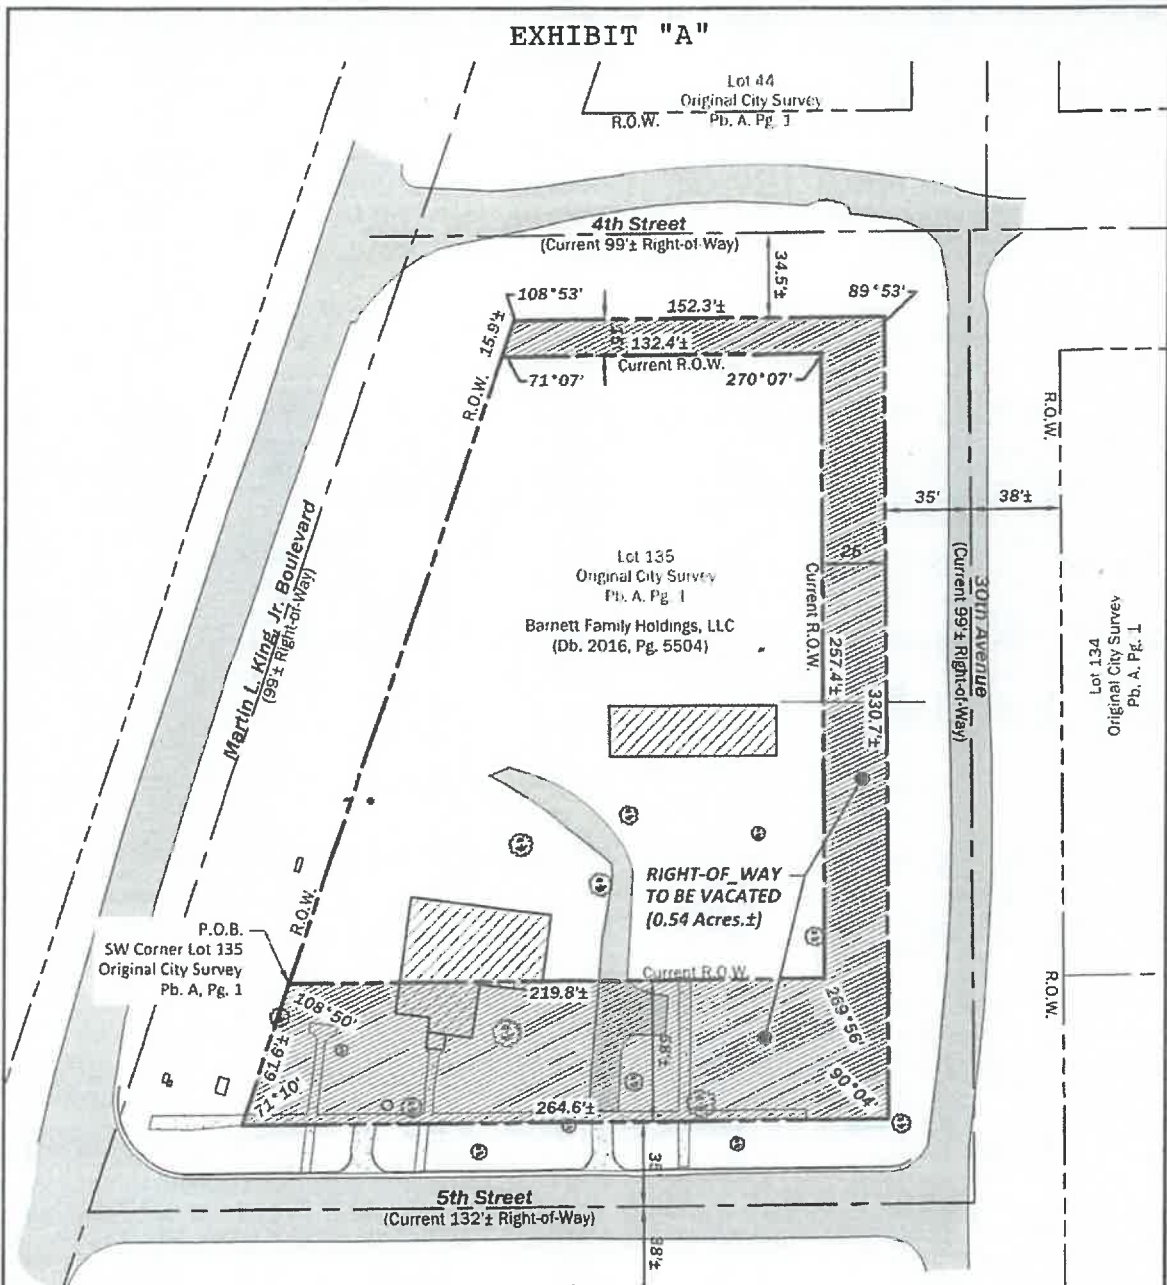 EXHIBIT "A"
Lot 44
Original City Survey
Pb. A. Pg. 1
R.O.W.
4th Street
(Current 99'± Right-of-Way)
34.5'±
108°53'
152.3'±
89°53'
15.9'±
15'
132.4'±
Current R.O.W.
71°07'
270°07'
R.O.W.
R.O.W.
35'
38'±
Martin L. King, Jr. Boulevard
(99'± Right-of-Way)
Lot 135
Original City Survey
Pb. A. Pg. 1
Barnett Family Holdings, LLC
(Db. 2016, Pg. 5504)
26'
Current R.O.W.
257.4'±
330.7'±
30th Avenue
(Current 99'± Right-of-Way)
Lot 134
Original City Survey
Pb. A, Pg. 1
RIGHT-OF_WAY
TO BE VACATED
(0.54 Acres.±)
R.O.W.
P.O.B.
SW Corner Lot 135
Original City Survey
Pb. A, Pg. 1
Current R.O.W.
R.O.W.
219.8'±
108°50'
269°56'
61.6'±
71°10'
90°04'
264.6'±
35'
5th Street
(Current 132'± Right-of-Way)
38'±